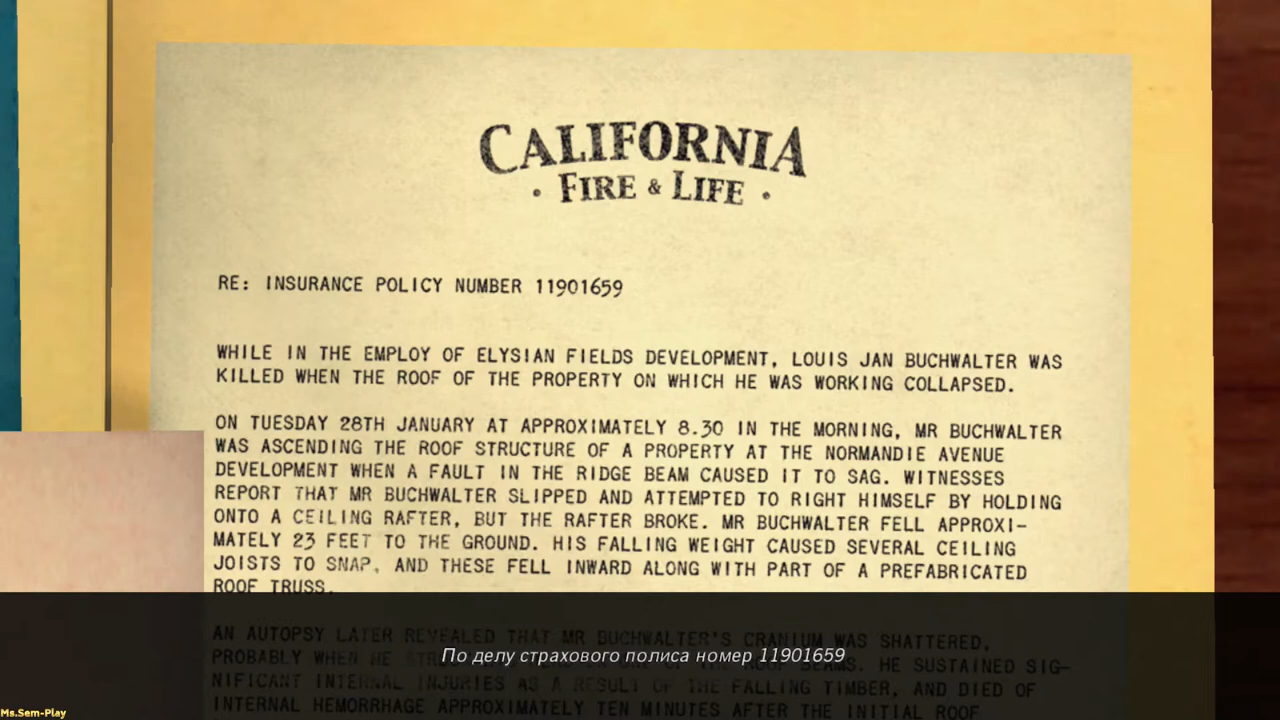 CALIFORNIA
· FIRE & LIFE ·
RE: INSURANCE POLICY NUMBER 11901659
WHILE IN THE EMPLOY OF ELYSIAN FIELDS DEVELOPMENT, LOUIS JAN BUCHWALTER WAS
KILLED WHEN THE ROOF OF THE PROPERTY ON WHICH HE WAS WORKING COLLAPSED.
ON TUESDAY 28TH JANUARY AT APPROXIMATELY 8.30 IN THE MORNING, MR BUCHWALTER
WAS ASCENDING THE ROOF STRUCTURE OF A PROPERTY AT THE NORMANDIE AVENUE
DEVELOPMENT WHEN A FAULT IN THE RIDGE BEAM CAUSED IT TO SAG. WITNESSES
REPORT THAT MR BUCHWALTER SLIPPED AND ATTEMPTED TO RIGHT HIMSELF BY HOLDING
ONTO A CEILING RAFTER, BUT THE RAFTER BROKE. MR BUCHWALTER FELL APPROXI-
MATELY 23 FEET TO THE GROUND. HIS FALLING WEIGHT CAUSED SEVERAL CEILING
JOISTS TO SNAP, AND THESE FELL INWARD ALONG WITH PART OF A PREFABRICATED
ROOF TRUSS.
AN AUTOPSY LATER REVEALED THAT MR BUCHWALTER'S CRANIUM WAS SHATTERED,
PROBABLY WHEN HE BEAMS. HE SUSTAINED SIG-
По делу страхового полиса номер 11901659
NIFICANT INTERNAL INJURIES AS A RESULT OF THE FALLING TIMBER, AND DIED OF
INTERNAL HEMORRHAGE APPROXIMATELY TEN MINUTES AFTER THE INITIAL ROOF
Ms.Sem-Play